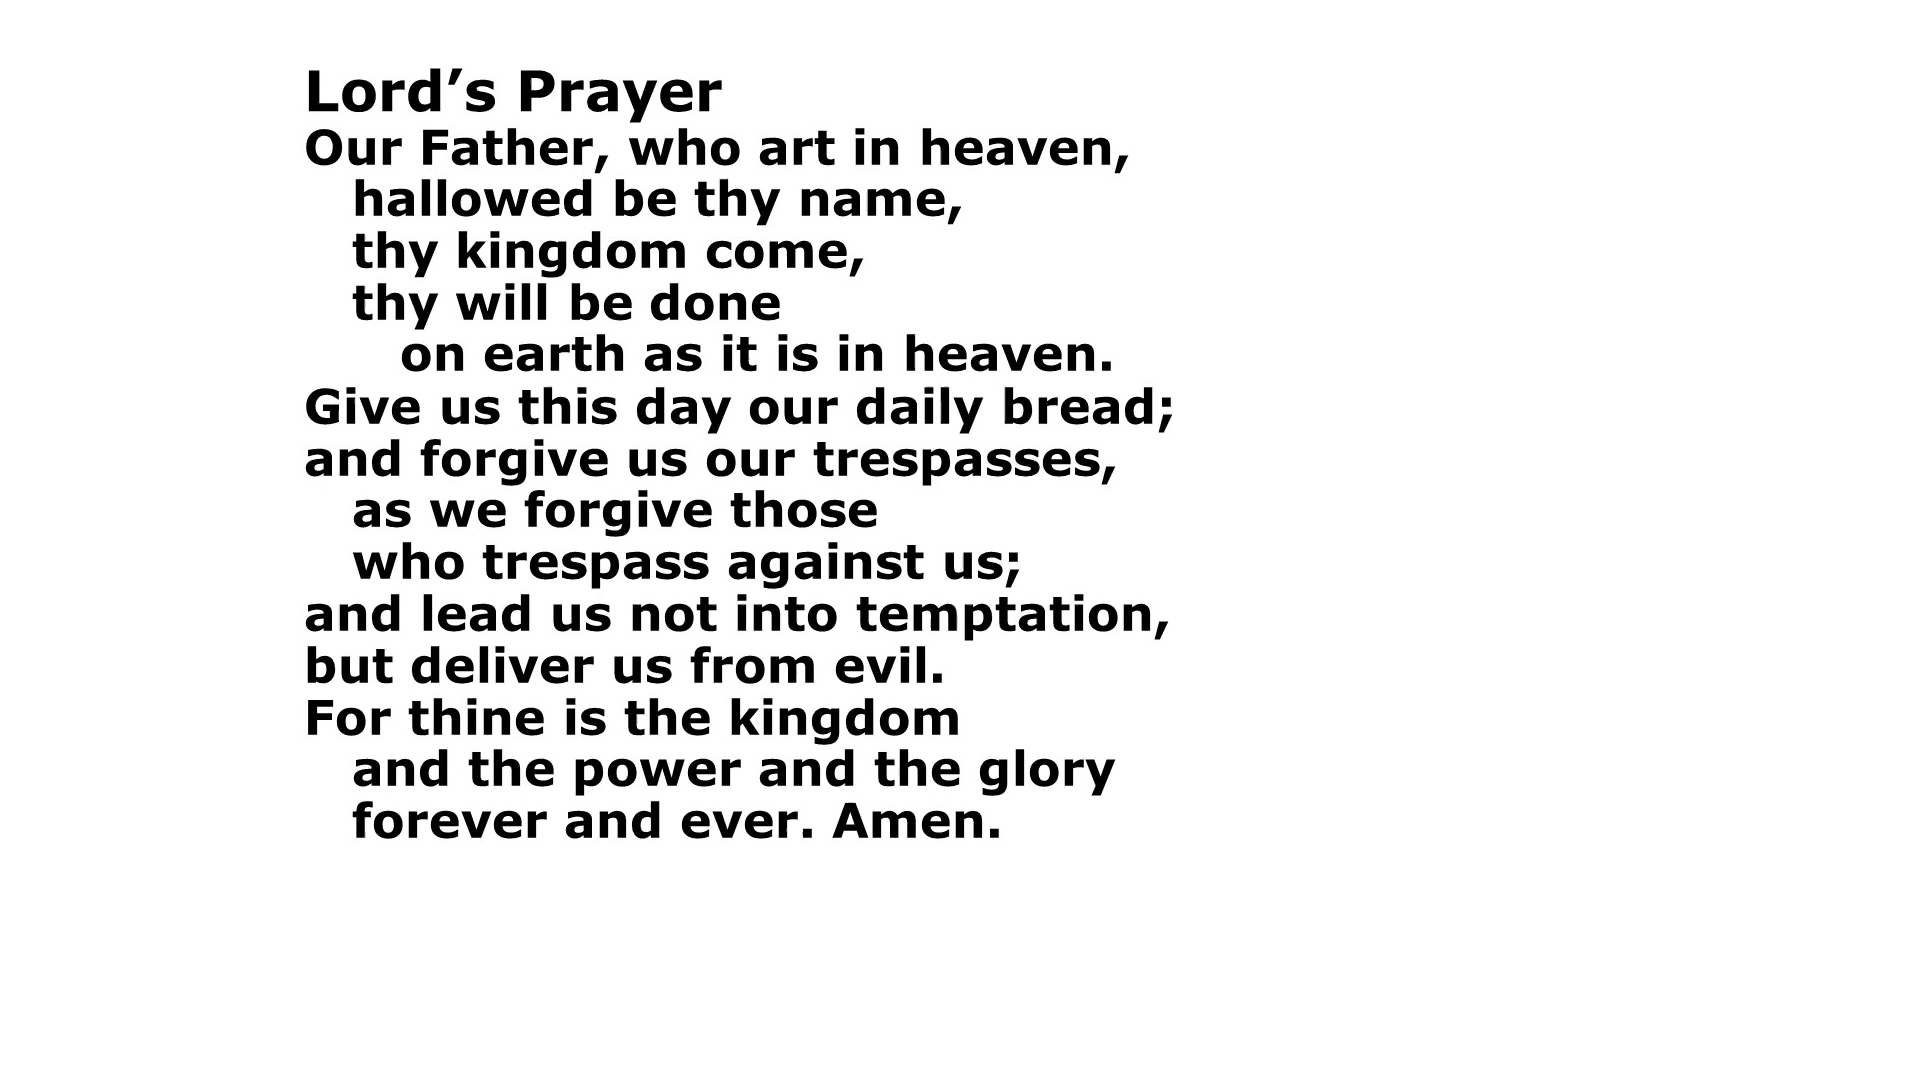 Lord’s Prayer
Our Father, who art in heaven,
hallowed be thy name,
thy kingdom come,
thy will be done
on earth as it is in heaven.
Give us this day our daily bread;
and forgive us our trespasses,
as we forgive those
who trespass against us;
and lead us not into temptation,
but deliver us from evil.
For thine is the kingdom
and the power and the glory
forever and ever. Amen.